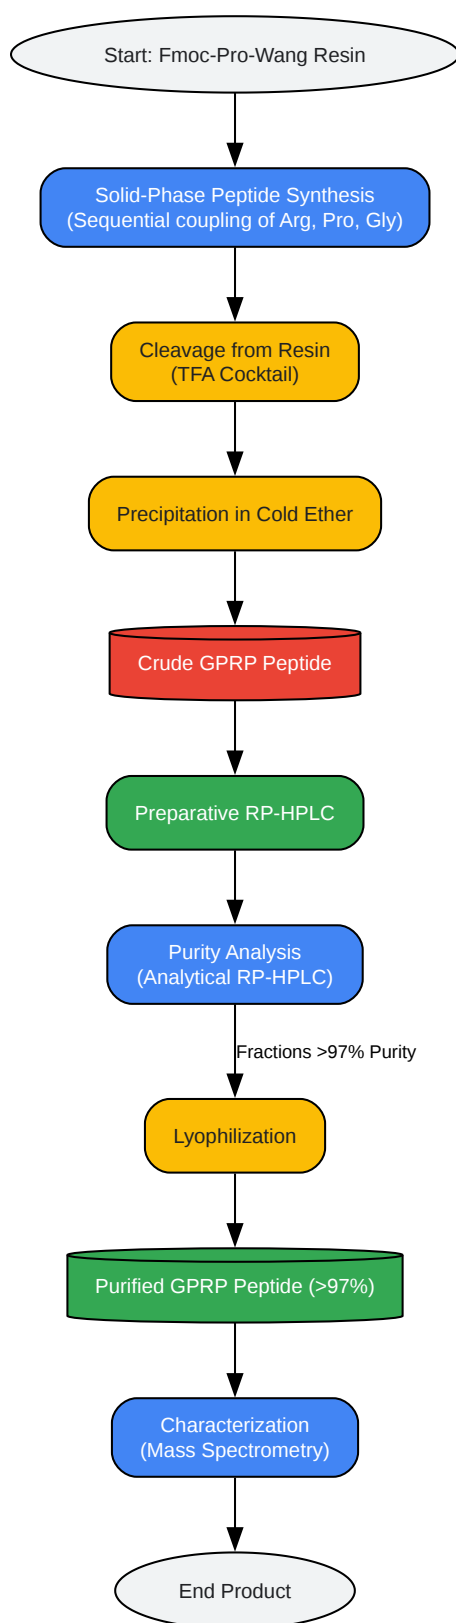 Start: Fmoc-Pro-Wang Resin
Solid-Phase Peptide Synthesis
(Sequential coupling of Arg, Pro, Gly)
Cleavage from Resin
(TFA Cocktail)
Precipitation in Cold Ether
Crude GPRP Peptide
Preparative RP-HPLC
Purity Analysis
(Analytical RP-HPLC)
Fractions >97% Purity
Lyophilization
Purified GPRP Peptide (>97%)
Characterization
(Mass Spectrometry)
End Product